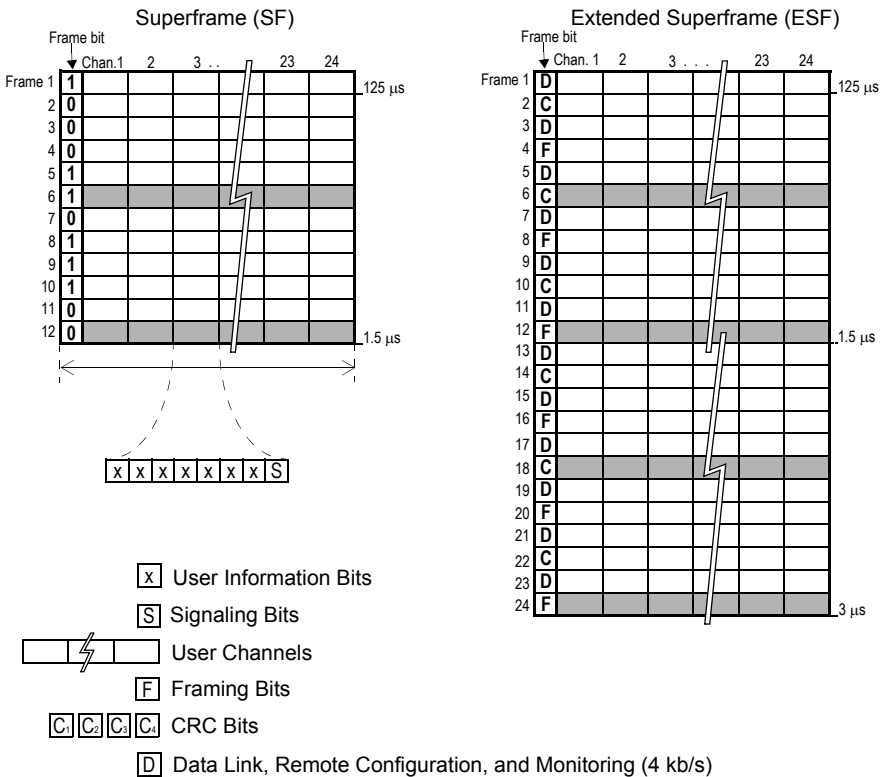 Superframe (SF)
Frame bit
Chan.1 2 3 . . 23 24
Frame 1 1 125 μs
2 0
3 0
4 0
5 1
6 1
7 0
8 1
9 1
10 1
11 0
12 0 1.5 μs
x x x x x x x S
Extended Superframe (ESF)
Frame bit
Chan. 1 2 3 . . . 23 24
Frame 1 D 125 μs
2 C
3 D
4 F
5 D
6 C
7 D
8 F
9 D
10 C
11 D
12 F 1.5 μs
13 D
14 C
15 D
16 F
17 D
18 C
19 D
20 F
21 D
22 C
23 D
24 F 3 μs
x User Information Bits
S Signaling Bits
User Channels
F Framing Bits
C1 C2 C3 C4 CRC Bits
D Data Link, Remote Configuration, and Monitoring (4 kb/s)